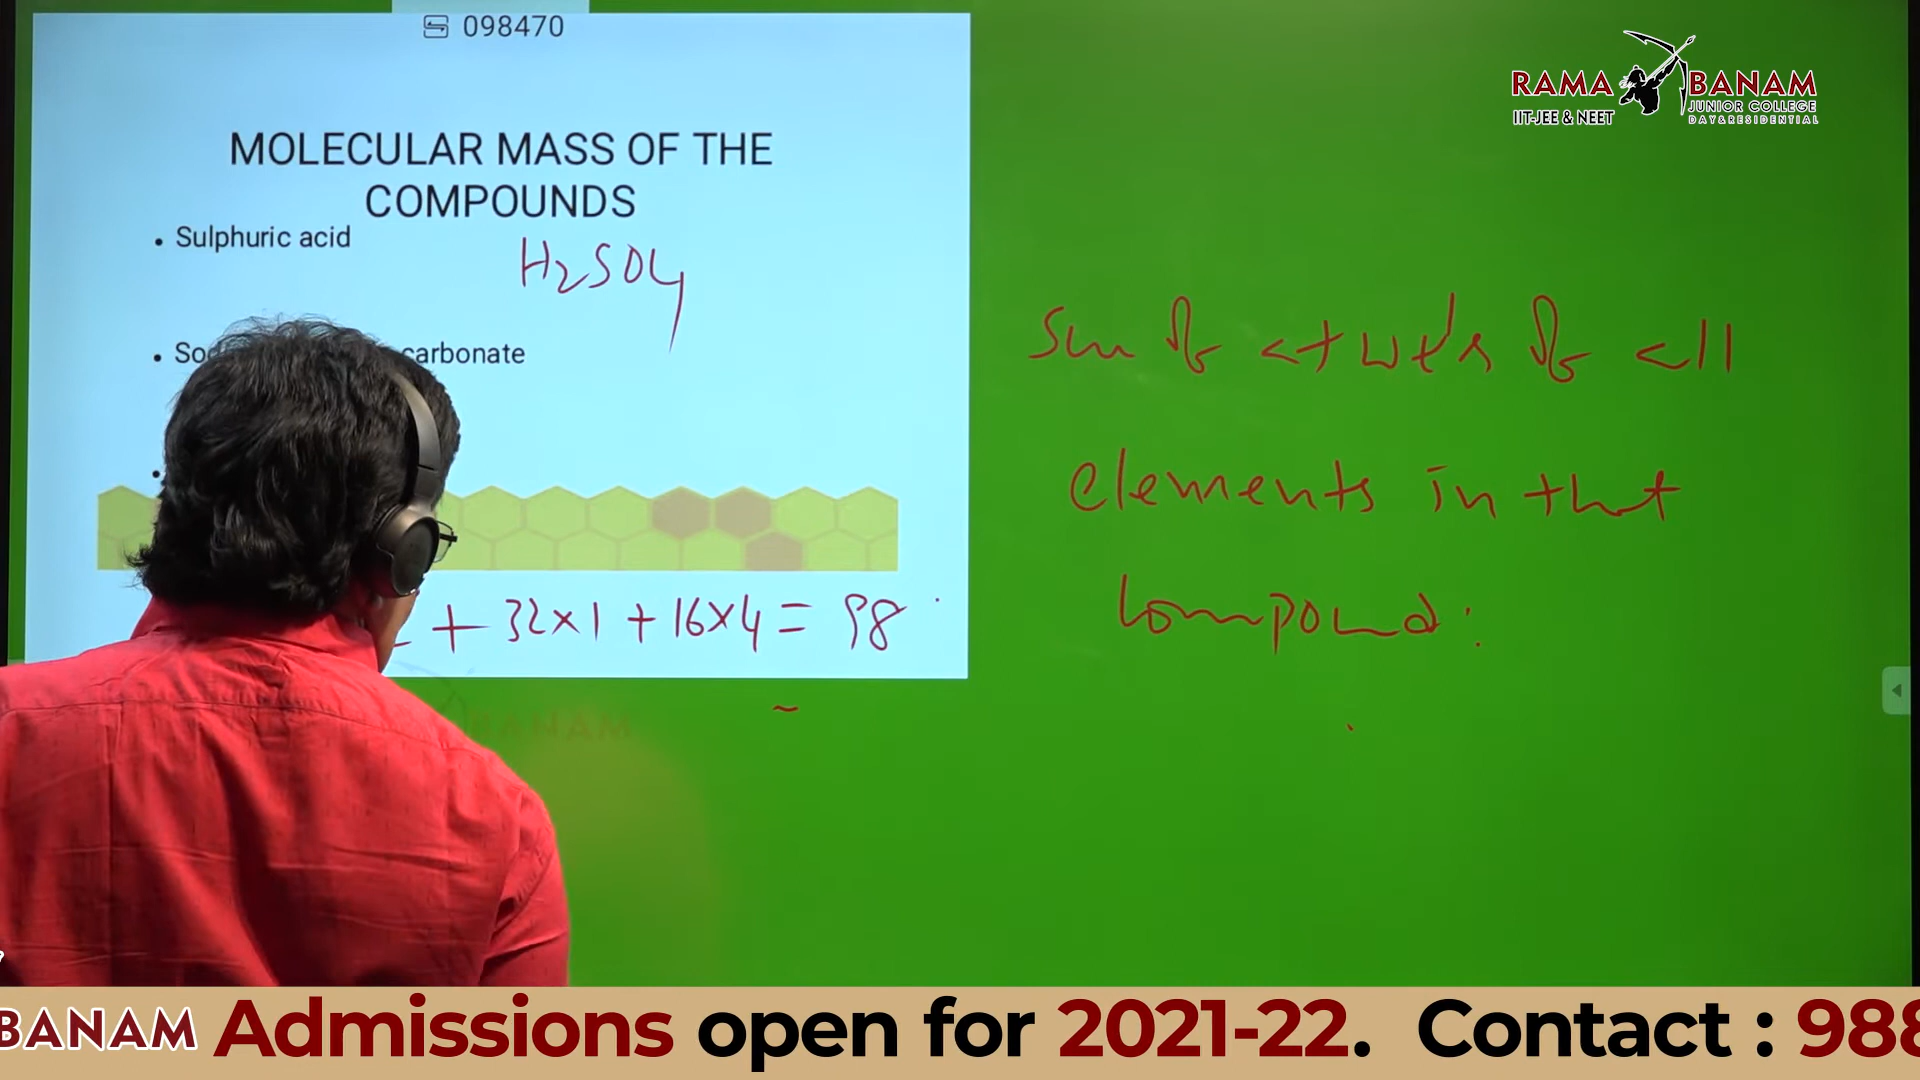 098470
RAMA BANAM
IIT-JEE & NEET
JUNIOR COLLEGE
DAY & RESIDENTIAL
MOLECULAR MASS OF THE
COMPOUNDS
• Sulphuric acid
H2SO4
• Sod carbonate
+ 32×1 + 16×4 = 98
Sum of at wt's of all
elements in that
compound.
BANAM Admissions open for 2021-22. Contact : 988